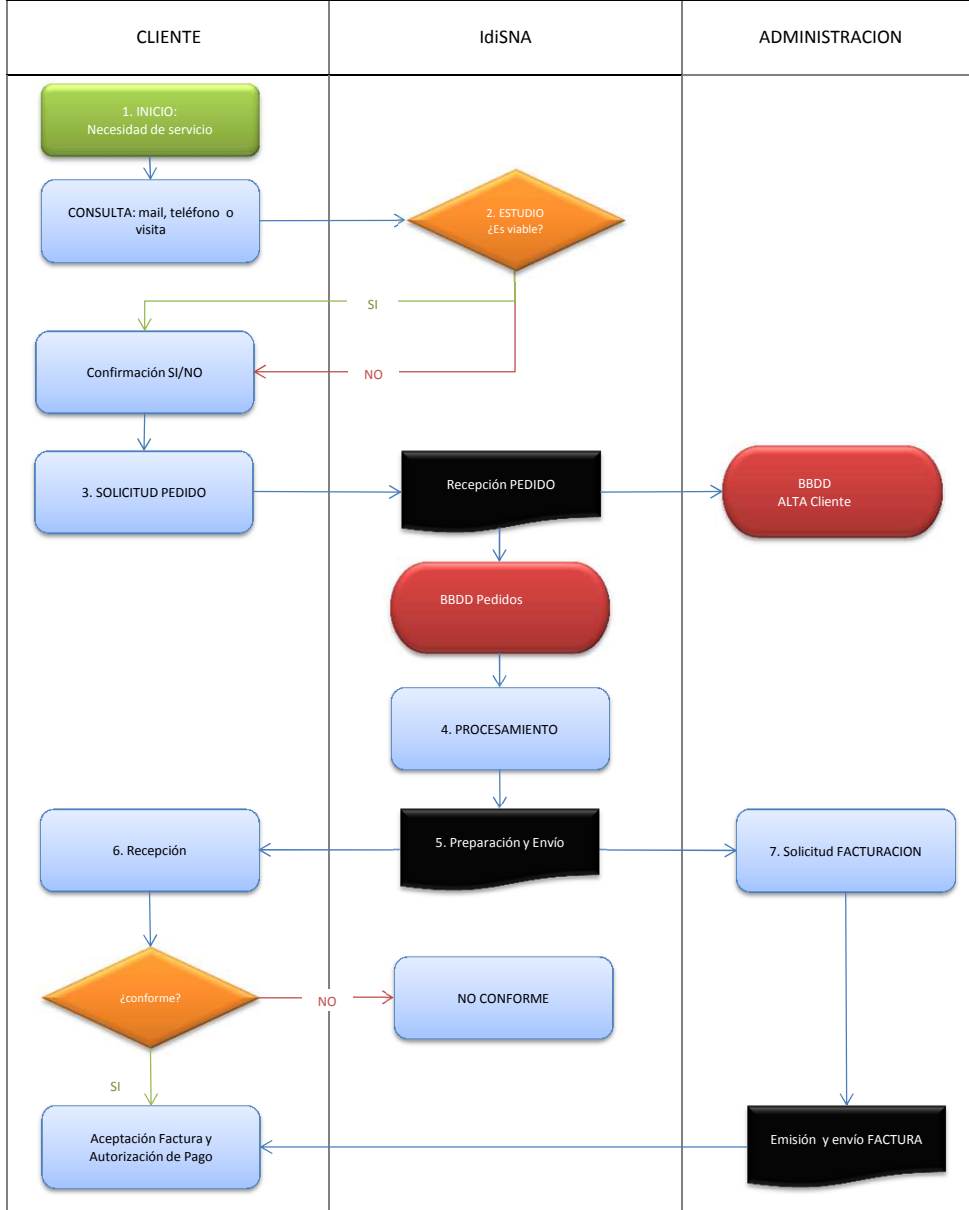 CLIENTE
IdiSNA
ADMINISTRACION
1. INICIO:
Necesidad de servicio
CONSULTA: mail, teléfono o
visita
2. ESTUDIO
¿Es viable?
SI
Confirmación SI/NO
NO
3. SOLICITUD PEDIDO
Recepción PEDIDO
BBDD
ALTA Cliente
BBDD Pedidos
4. PROCESAMIENTO
6. Recepción
5. Preparación y Envío
7. Solicitud FACTURACION
¿conforme?
NO
NO CONFORME
SI
Aceptación Factura y
Autorización de Pago
Emisión y envío FACTURA